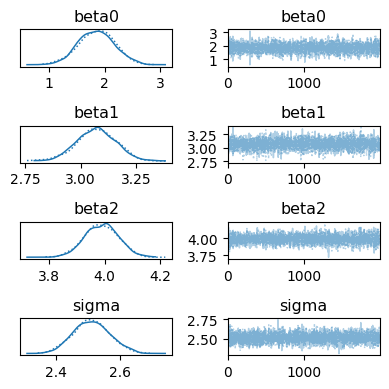 beta0 beta0
3
2
1
1 2 3 0 1000
beta1 beta1
3.25
3.00
2.75
2.75 3.00 3.25 0 1000
beta2 beta2
4.00
3.75
3.8 4.0 4.2 0 1000
sigma sigma
2.75
2.50
2.4 2.6 0 1000